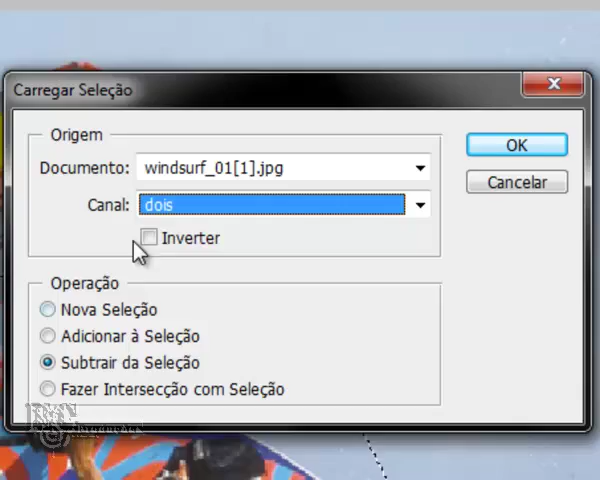 Carregar Seleção
Origem
Documento: windsurf_01[1].jpg
Canal: dois
Inverter
OK
Cancelar
Operação
Nova Seleção
Adicionar à Seleção
Subtrair da Seleção
Fazer Intersecção com Seleção